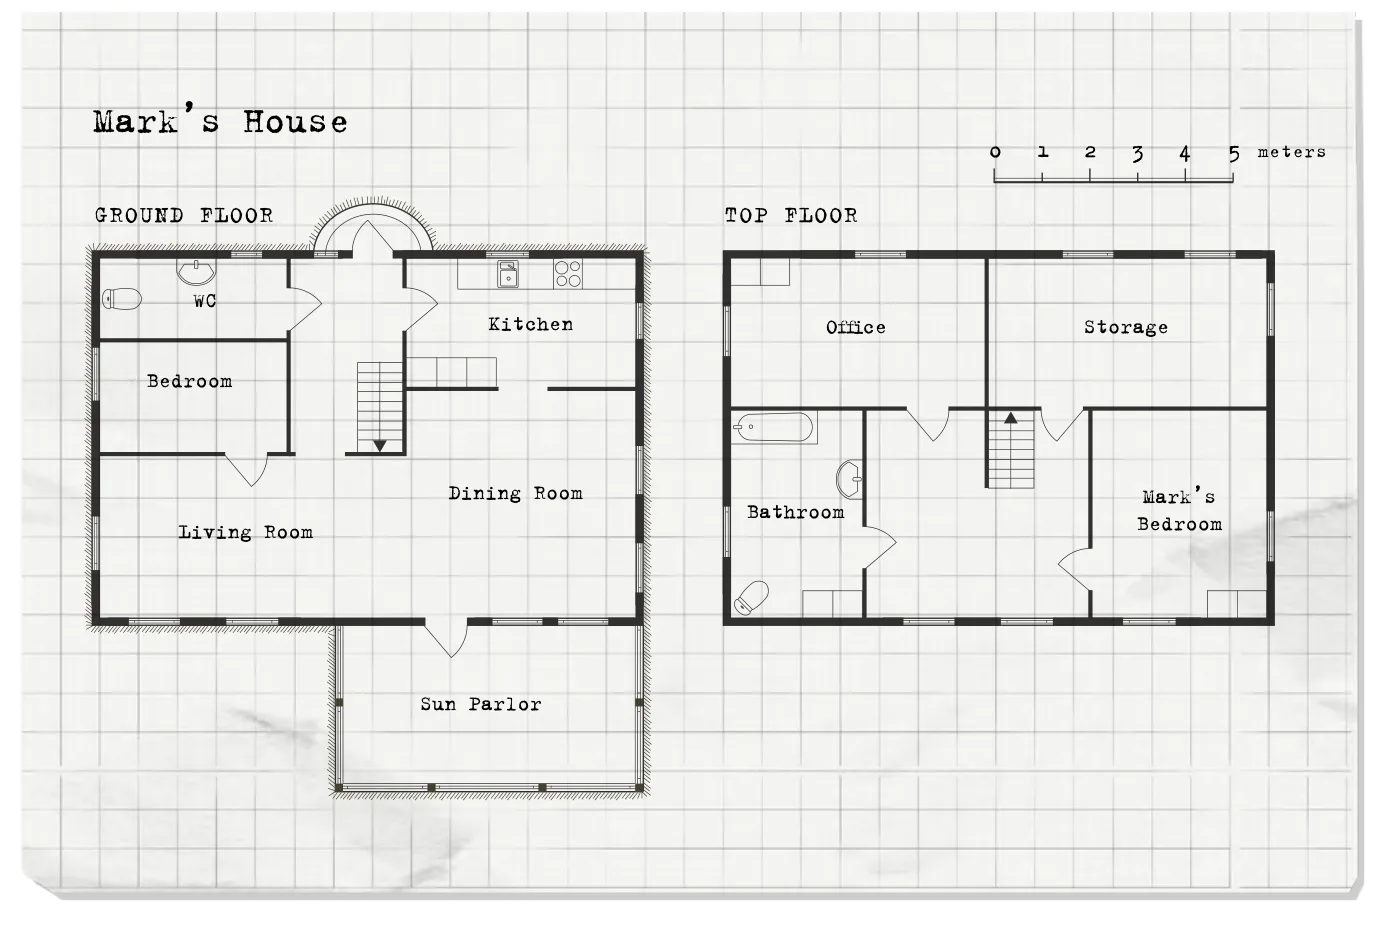 Mark's House
0 1 2 3 4 5 meters
GROUND FLOOR
TOP FLOOR
WC
Kitchen
Bedroom
Dining Room
Living Room
Sun Parlor
Office
Storage
Bathroom
Mark's
Bedroom